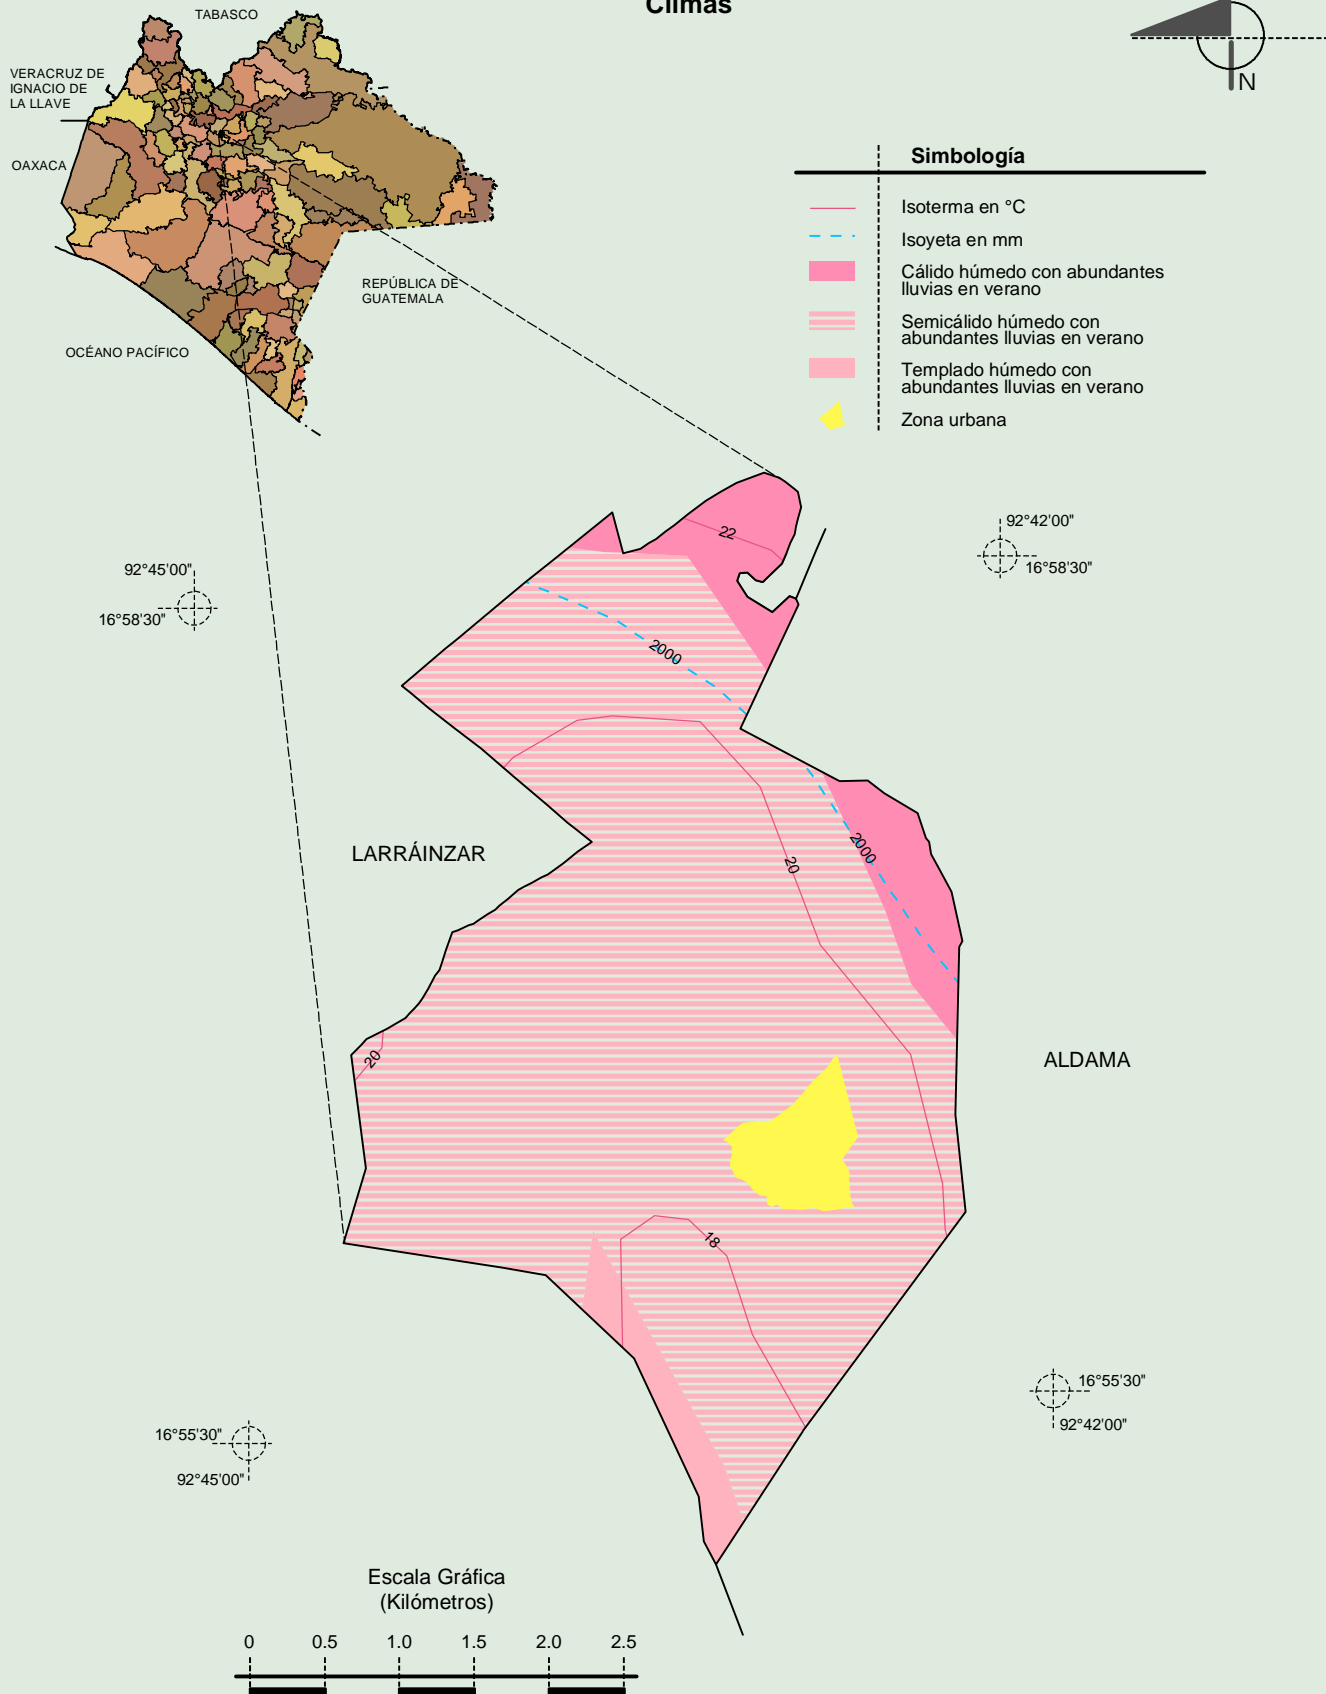 Climas
TABASCO
VERACRUZ DE
IGNACIO DE
LA LLAVE
OAXACA
REPÚBLICA DE
GUATEMALA
OCÉANO PACÍFICO
N
Simbología
Isoterma en °C
Isoyeta en mm
Cálido húmedo con abundantes
lluvias en verano
Semicálido húmedo con
abundantes lluvias en verano
Templado húmedo con
abundantes lluvias en verano
Zona urbana
92°42'00"
16°58'30"
92°45'00"
16°58'30"
22
2000
2000
20
LARRÁINZAR
20
ALDAMA
18
16°55'30"
92°42'00"
16°55'30"
92°45'00"
Escala Gráfica
(Kilómetros)
0 0.5 1.0 1.5 2.0 2.5